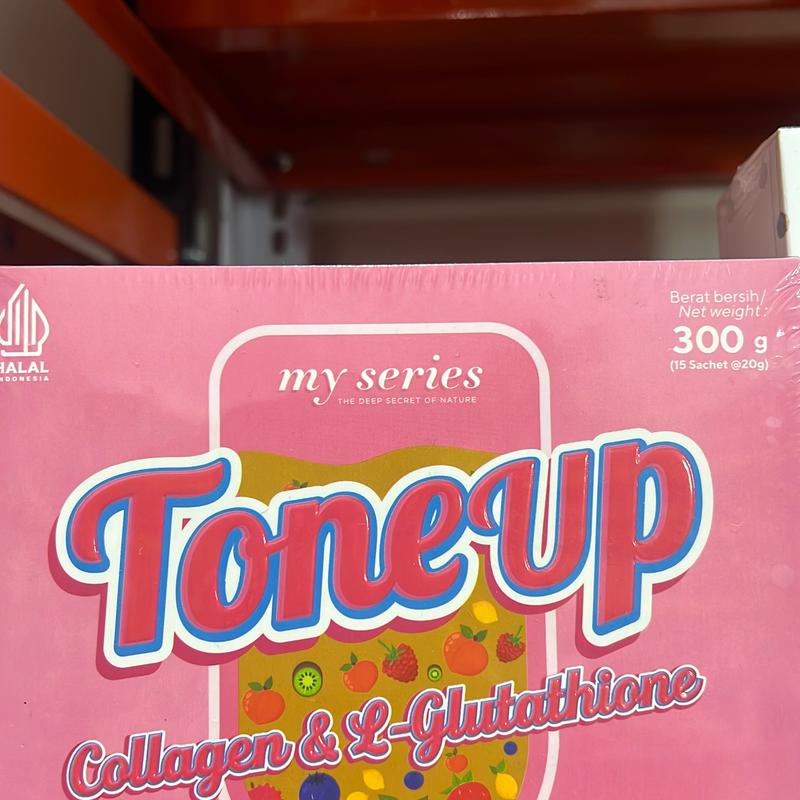 HALAL
INDONESIA
Berat bersih/
Net weight :
300 g
(15 Sachet @20g)
my series
THE DEEP SECRET OF NATURE
Tone up
Collagen & L-Glutathione